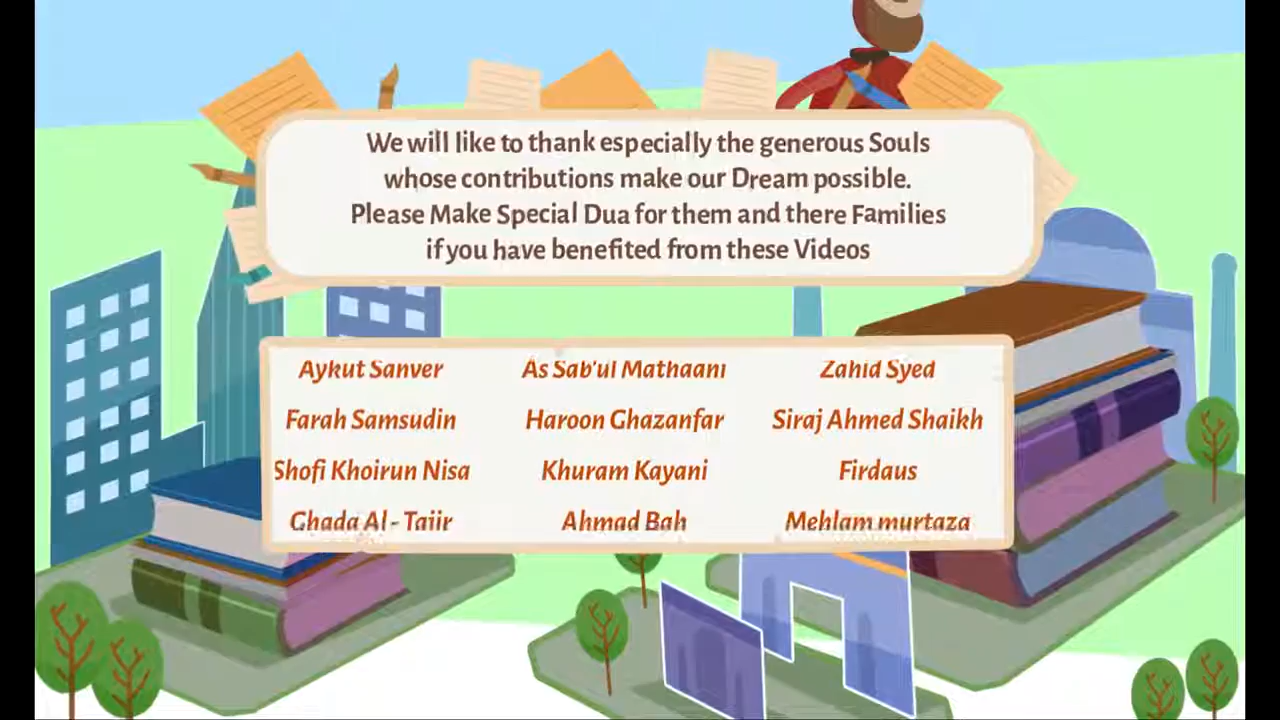 We will like to thank especially the generous Souls
whose contributions make our Dream possible.
Please Make Special Dua for them and there Families
if you have benefited from these Videos
Aykut Sanver As Sab'ul Mathaani Zahid Syed
Farah Samsudin Haroon Ghazanfar Siraj Ahmed Shaikh
Shofi Khoirun Nisa Khuram Kayani Firdaus
Ghada Al - Taiir Ahmad Bah Mehlam murtaza